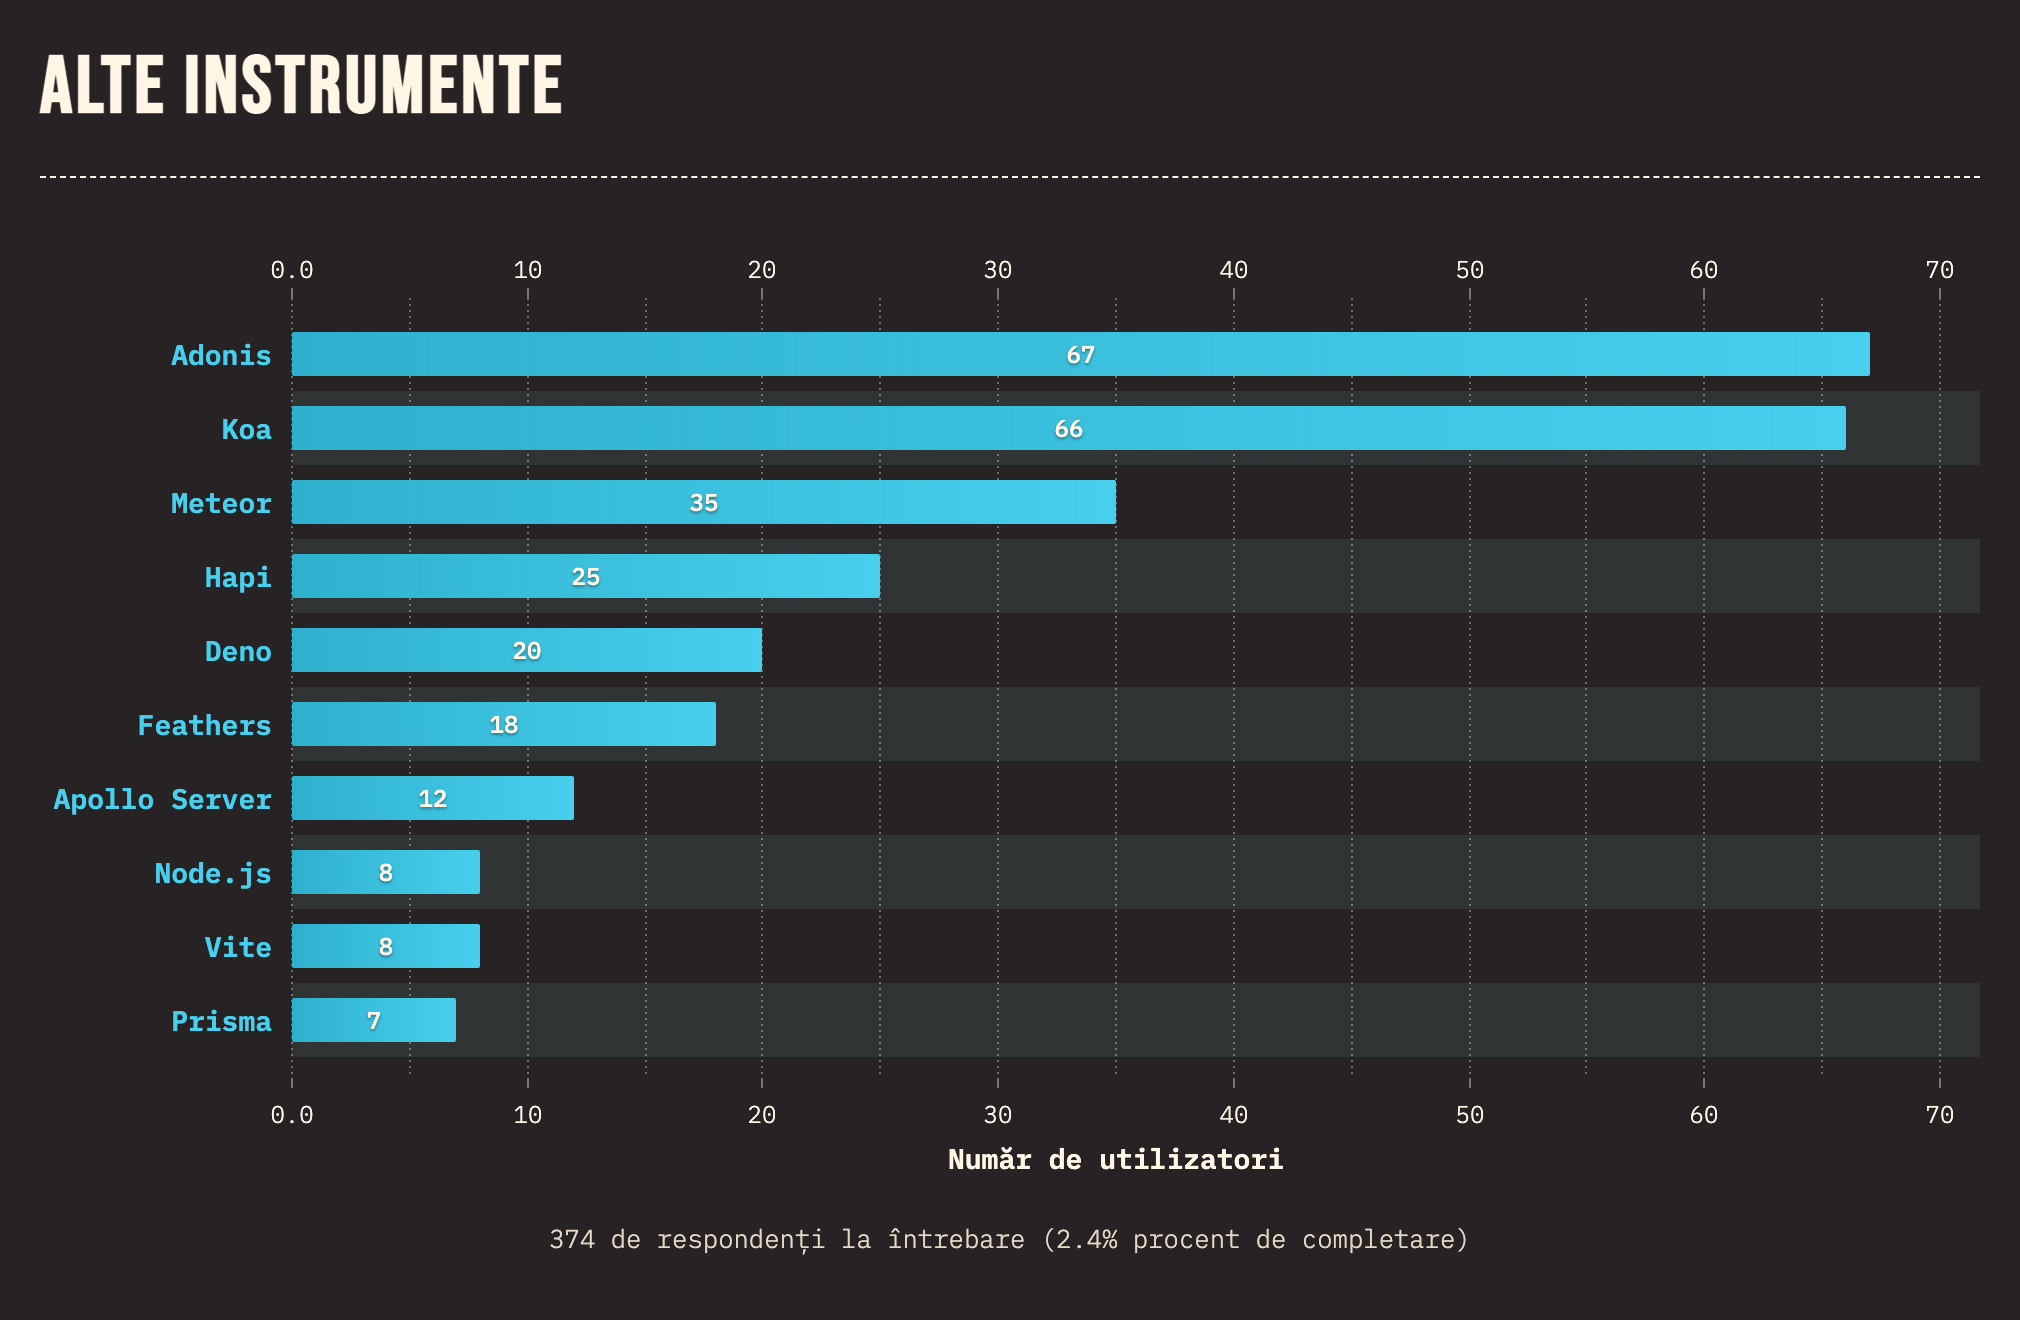 ALTE INSTRUMENTE
0.0 10 20 30 40 50 60 70
Adonis 67
Koa 66
Meteor 35
Hapi 25
Deno 20
Feathers 18
Apollo Server 12
Node.js 8
Vite 8
Prisma 7
0.0 10 20 30 40 50 60 70
Număr de utilizatori
374 de respondenți la întrebare (2.4% procent de completare)